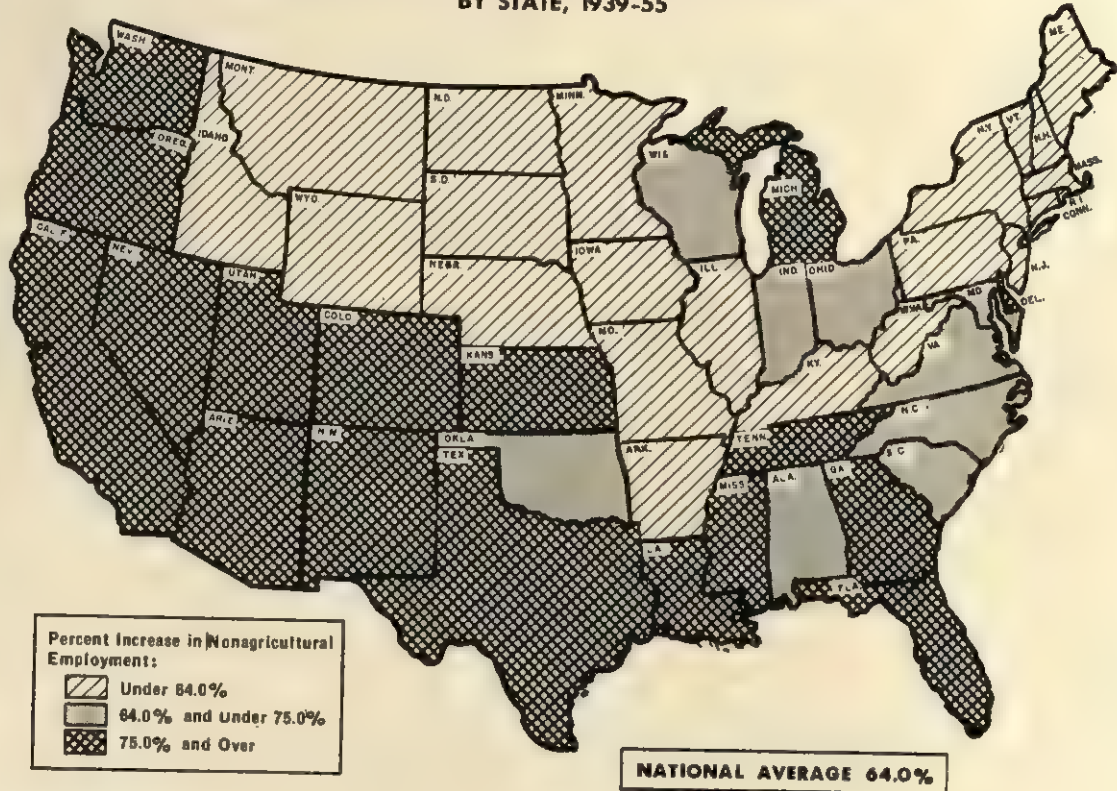 BY STATE, 1939-55
WASH.
MONT.
N.D.
MINN.
ME.
OREG.
IDAHO
WIS.
N.Y.
VT.
N.H.
MASS.
S.D.
MICH.
R.I.
CONN.
WYO.
IOWA
PA.
CALIF.
NEV.
UTAH
NEBR.
ILL.
IND.
OHIO
N.J.
MD.
DEL.
COLO.
MO.
W.VA.
VA.
KANS.
KY.
ARIZ.
N.M.
OKLA.
TEX.
ARK.
TENN.
N.C.
S.C.
MISS.
ALA.
GA.
LA.
FLA.
Percent Increase in Nonagricultural
Employment:
Under 64.0%
64.0% and Under 75.0%
75.0% and Over
NATIONAL AVERAGE 64.0%